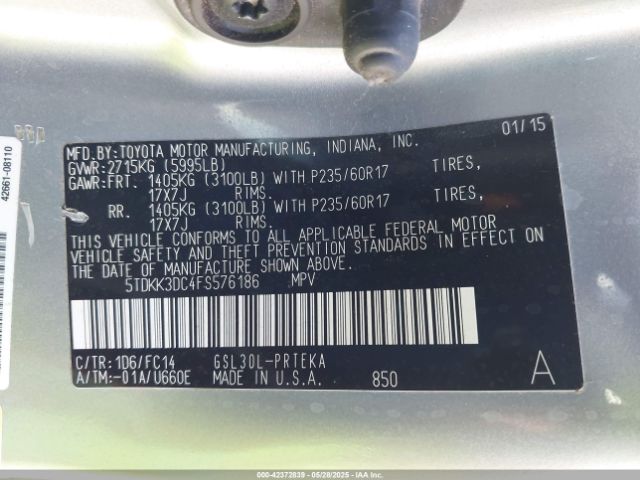 42661-08110
MFD.BY:TOYOTA MOTOR MANUFACTURING, INDIANA, INC. 01/15
GVWR:2715KG (5995LB)
GAWR:FRT. 1405KG (3100LB) WITH P235/60R17 TIRES,
17X7J RIMS.
RR. 1405KG (3100LB) WITH P235/60R17 TIRES,
17X7J RIMS.
THIS VEHICLE CONFORMS TO ALL APPLICABLE FEDERAL MOTOR
VEHICLE SAFETY AND THEFT PREVENTION STANDARDS IN EFFECT ON
THE DATE OF MANUFACTURE SHOWN ABOVE.
5TDKK3DC4FS576186 MPV
C/TR:1D6/FC14 GSL30L-PRTEKA
A/TM:-01A/U660E MADE IN U.S.A. 850 A
000-42372839 - 05/28/2025 - IAAI.COM